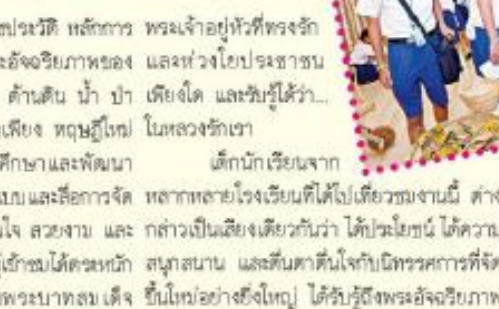 ชประวัติ หลักการ
ะอัจฉริยภาพของ
ด้านดิน น้ำ ป่า
เพียง ทฤษฎีใหม่
ศึกษาและพัฒนา
แบบและสื่อการจัด
นใจ สวยงาม และ
ผู้เข้าชมได้ตระหนัก
พระบาทสมเด็จ
พระเจ้าอยู่หัวที่ทรงรัก
และห่วงใยประชาชน
เพียงใด และรับรู้ได้ว่า...
ในหลวงรักเรา
เด็กนักเรียนจาก
หลากหลายโรงเรียนที่ได้ไปเที่ยวชมงานนี้ ต่าง
กล่าวเป็นเสียงเดียวกันว่า ได้ประโยชน์ ได้ความ
สนุกสนาน และตื่นตาตื่นใจกับนิทรรศการที่จัด
ขึ้นใหม่อย่างยิ่งใหญ่ ได้รับรู้ถึงพระอัจฉริยภาพ